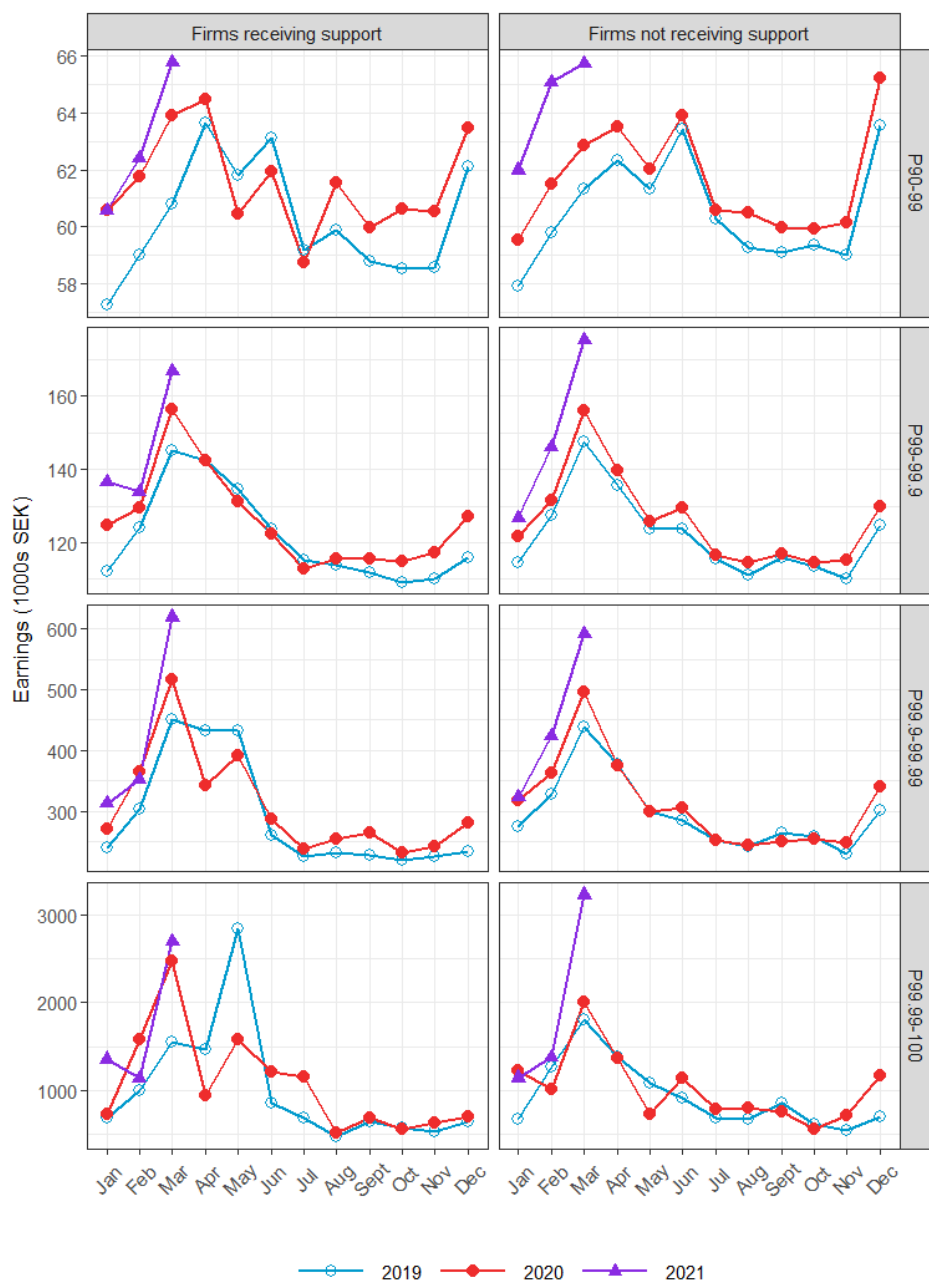 Firms receiving support
Firms not receiving support
Earnings (1000s SEK)
66
64
62
60
58
P90-99
160
140
120
P99-99.9
600
500
400
300
P99.9-99.99
3000
2000
1000
P99.99-100
Jan Feb Mar Apr May Jun Jul Aug Sept Oct Nov Dec
Jan Feb Mar Apr May Jun Jul Aug Sept Oct Nov Dec
2019 2020 2021